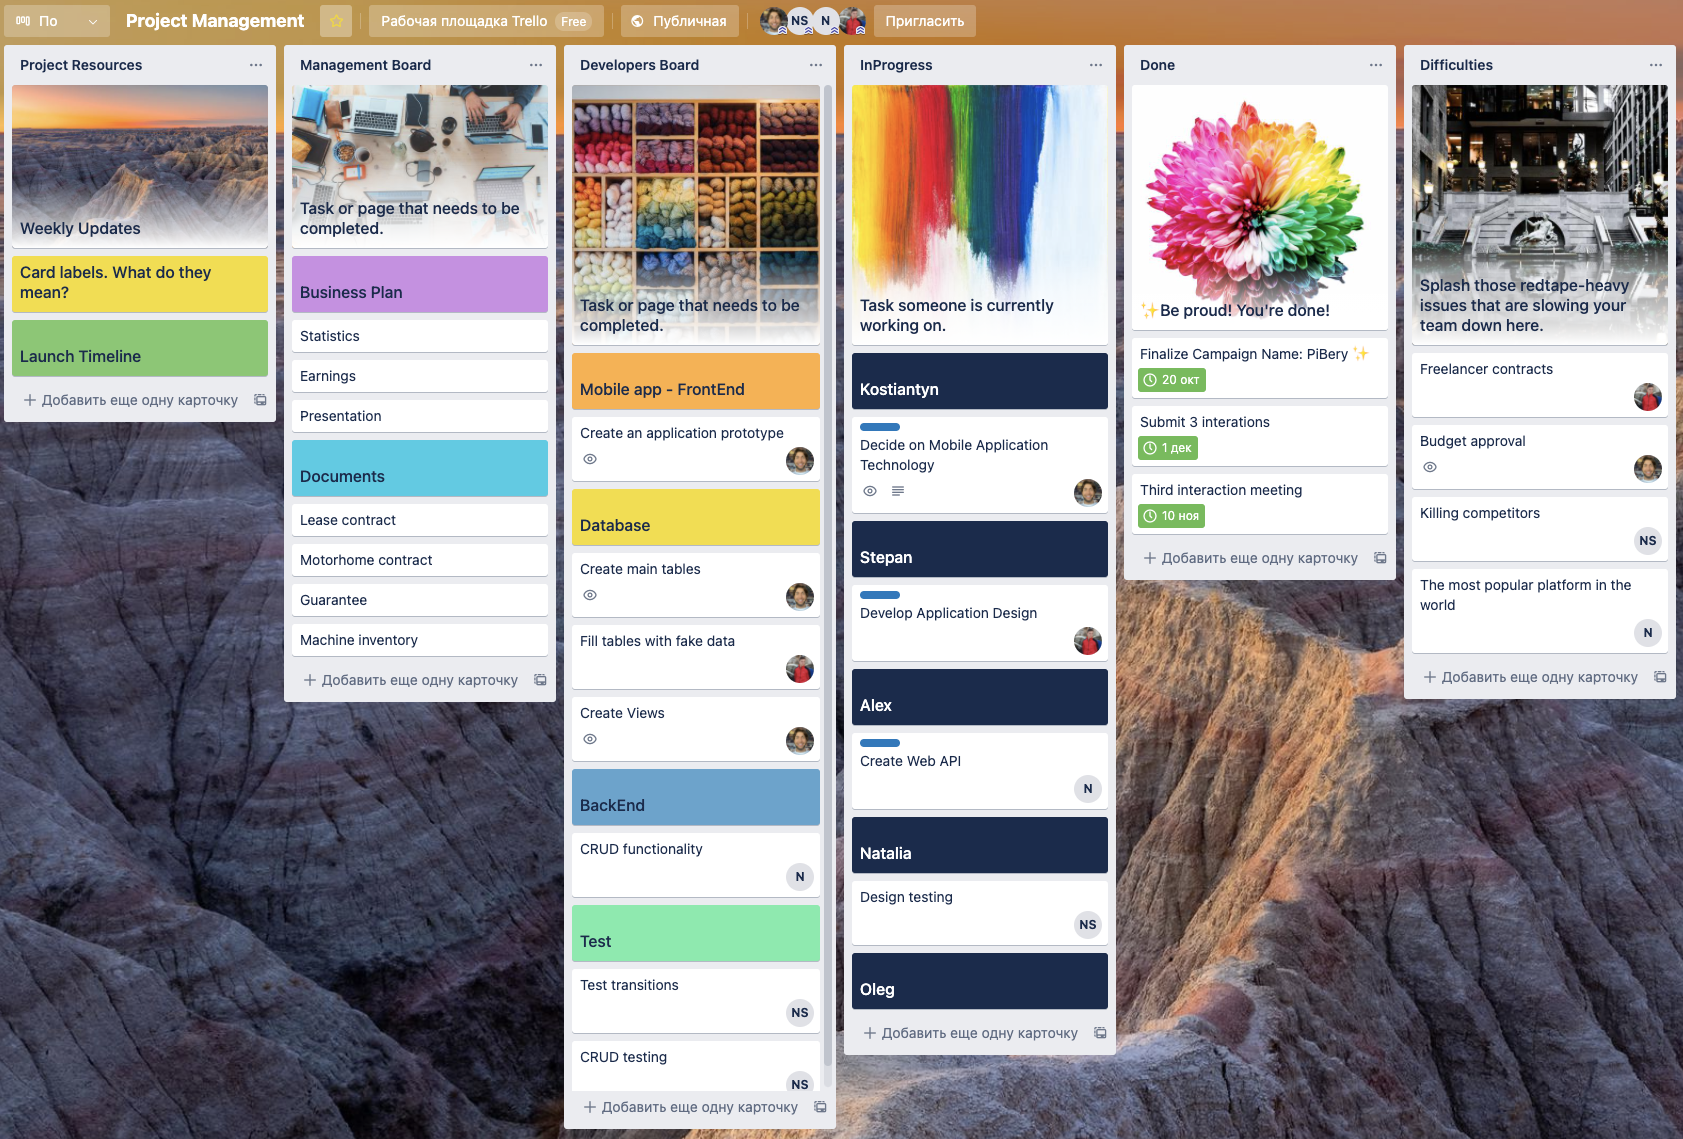 По
Project Management
Рабочая площадка Trello Free
Публичная
NS
N
Пригласить
Project Resources
Weekly Updates
Card labels. What do they
mean?
Launch Timeline
Добавить еще одну карточку
Management Board
Task or page that needs to be
completed.
Business Plan
Statistics
Earnings
Presentation
Documents
Lease contract
Motorhome contract
Guarantee
Machine inventory
Добавить еще одну карточку
Developers Board
Task or page that needs to be
completed.
Mobile app - FrontEnd
Create an application prototype
Database
Create main tables
Fill tables with fake data
Create Views
BackEnd
CRUD functionality
N
Test
Test transitions
NS
CRUD testing
NS
Добавить еще одну карточку
InProgress
Task someone is currently
working on.
Kostiantyn
Decide on Mobile Application
Technology
Stepan
Develop Application Design
Alex
Create Web API
N
Natalia
Design testing
NS
Oleg
Добавить еще одну карточку
Done
✨Be proud! You're done!
Finalize Campaign Name: PiBery ✨
20 окт
Submit 3 interations
1 дек
Third interaction meeting
10 ноя
Добавить еще одну карточку
Difficulties
Splash those redtape-heavy
issues that are slowing your
team down here.
Freelancer contracts
Budget approval
Killing competitors
NS
The most popular platform in the
world
N
Добавить еще одну карточку